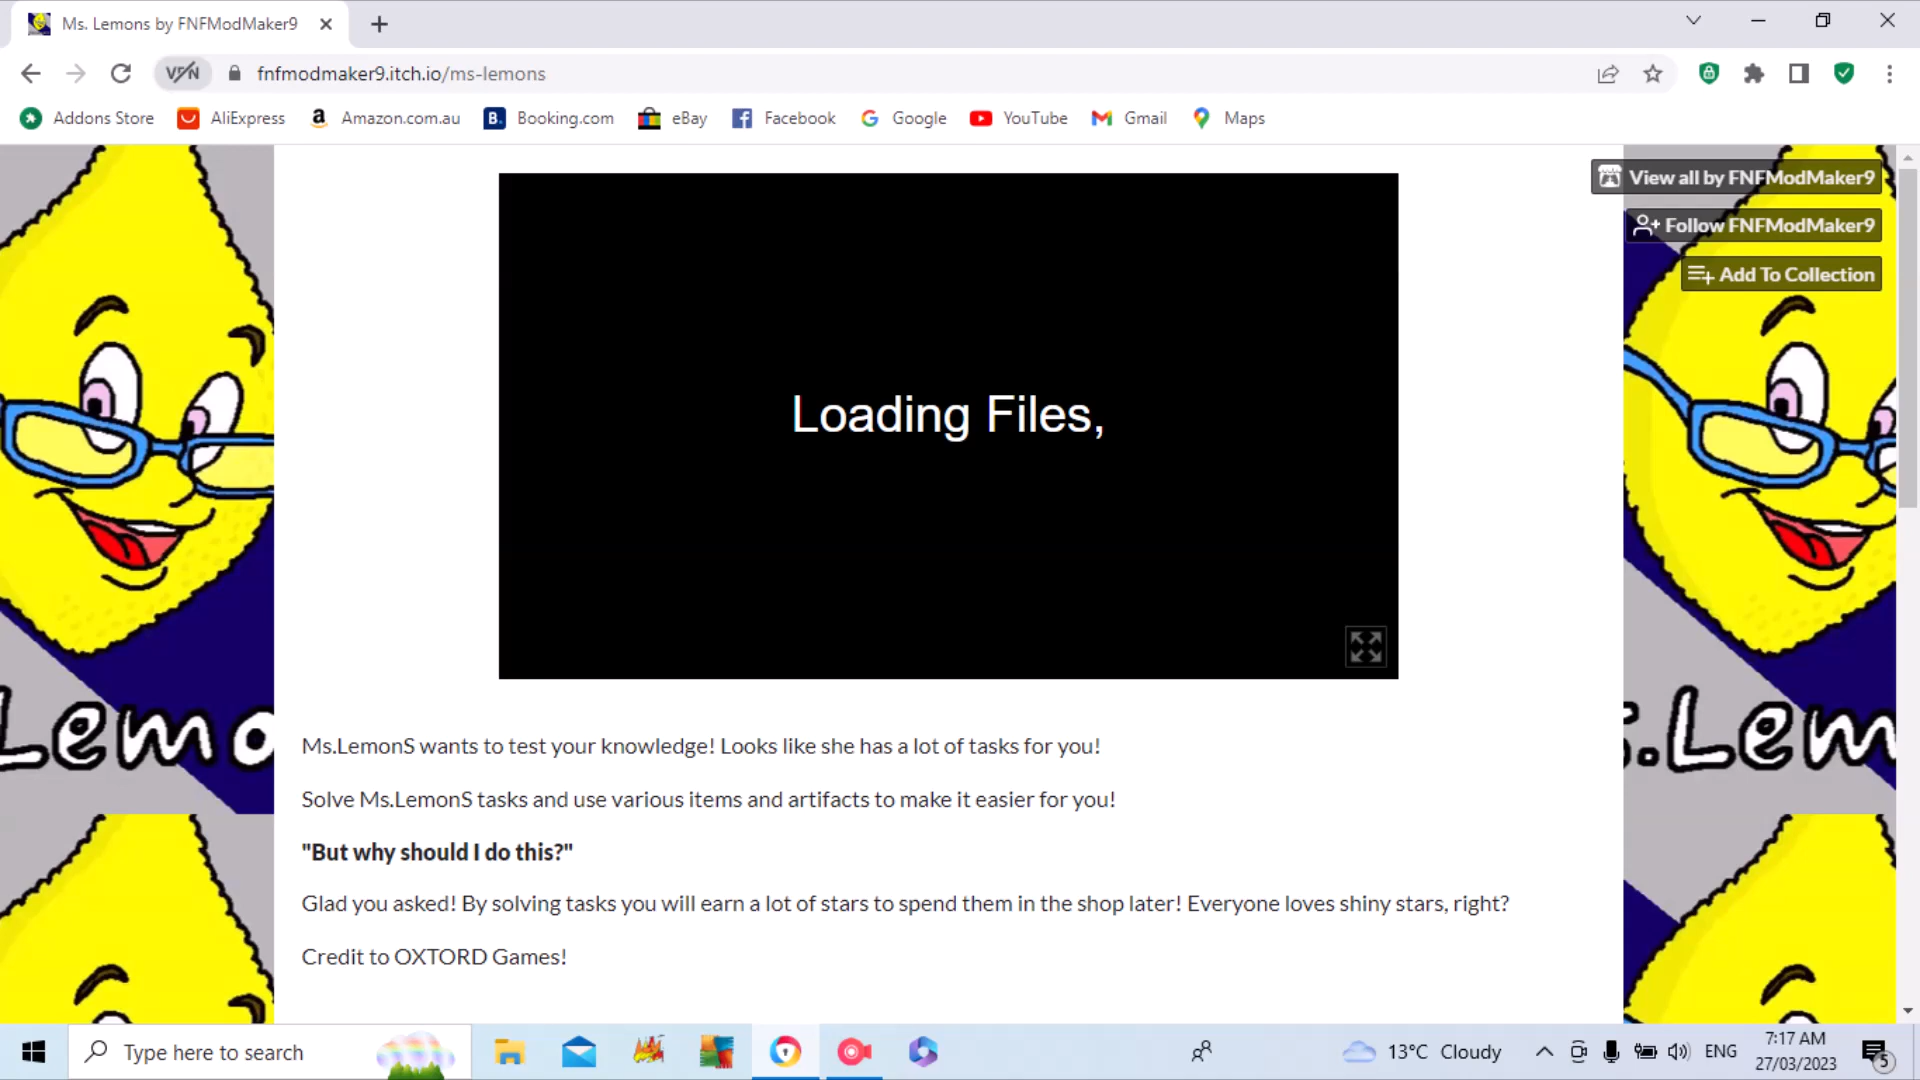 Ms. Lemons by FNFModMaker9
VPN
fnfmodmaker9.itch.io/ms-lemons
Addons Store
AliExpress
Amazon.com.au
Booking.com
eBay
Facebook
Google
YouTube
Gmail
Maps
View all by FNFModMaker9
Follow FNFModMaker9
Add To Collection
Loading Files,
Lemo
s.Lem
Ms.LemonS wants to test your knowledge! Looks like she has a lot of tasks for you!
Solve Ms.LemonS tasks and use various items and artifacts to make it easier for you!
"But why should I do this?"
Glad you asked! By solving tasks you will earn a lot of stars to spend them in the shop later! Everyone loves shiny stars, right?
Credit to OXTORD Games!
Type here to search
13°C Cloudy
ENG
7:17 AM
27/03/2023
5